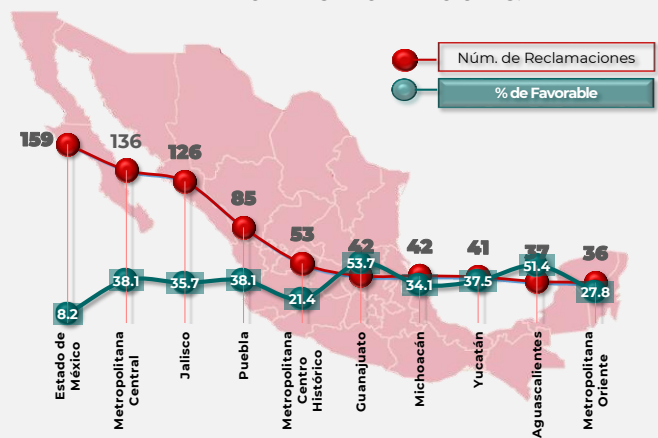 Núm. de Reclamaciones
% de Favorable
159
136
126
85
53
42
42
41
37
36
8.2
38.1
35.7
38.1
21.4
53.7
34.1
37.5
51.4
27.8
Estado de
México
Metropolitana
Central
Jalisco
Puebla
Metropolitana
Centro
Histórico
Guanajuato
Michoacán
Yucatán
Aguascalientes
Metropolitana
Oriente